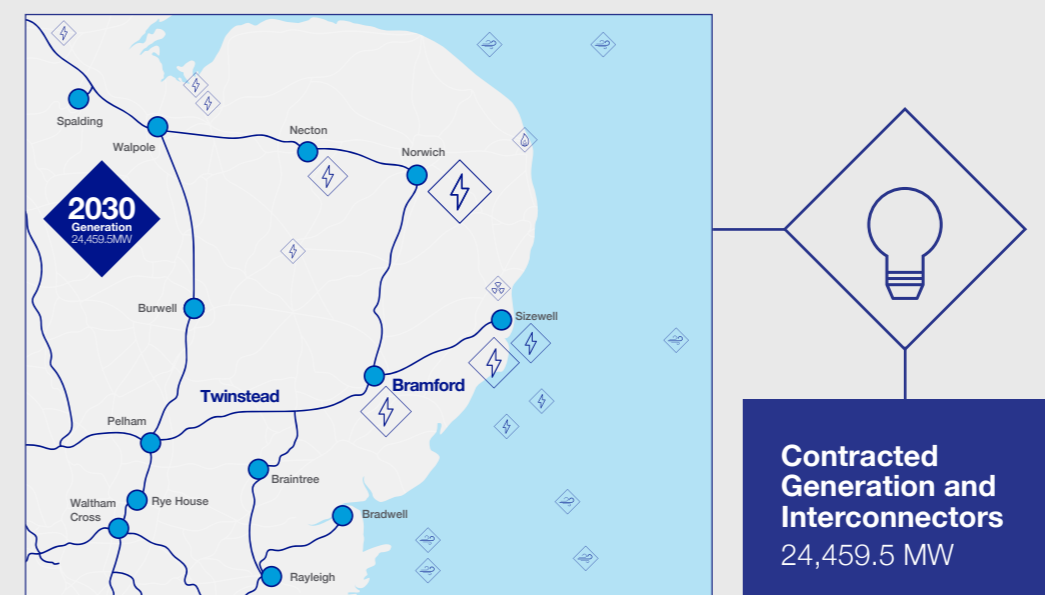 Spalding
Walpole
Necton
Norwich
2030
Generation
24,459.5MW
Burwell
Sizewell
Bramford
Twinstead
Pelham
Braintree
Rye House
Waltham
Cross
Bradwell
Rayleigh
Contracted
Generation and
Interconnectors
24,459.5 MW